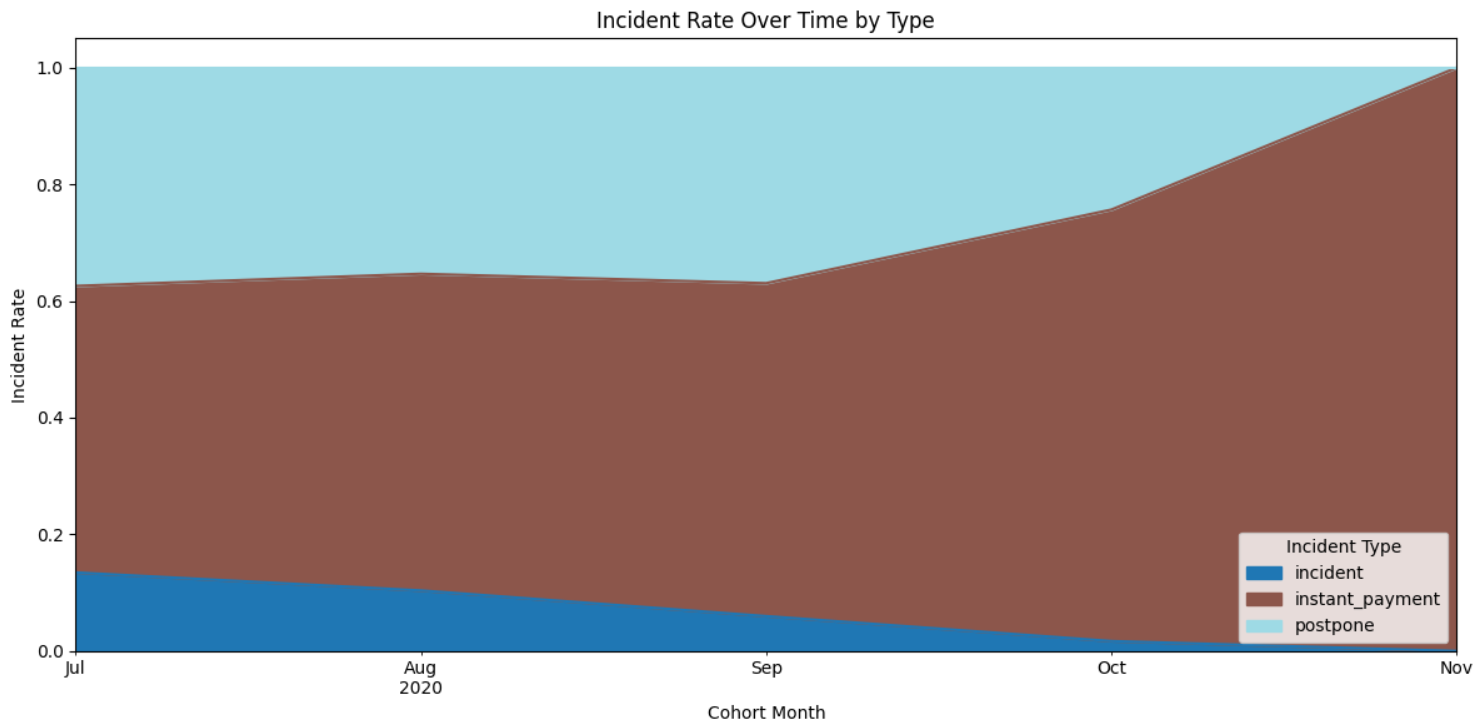 Incident Rate Over Time by Type
Incident Rate
1.0
0.8
0.6
0.4
0.2
0.0
Jul
Aug
2020
Sep
Oct
Nov
Cohort Month
Incident Type
incident
instant_payment
postpone